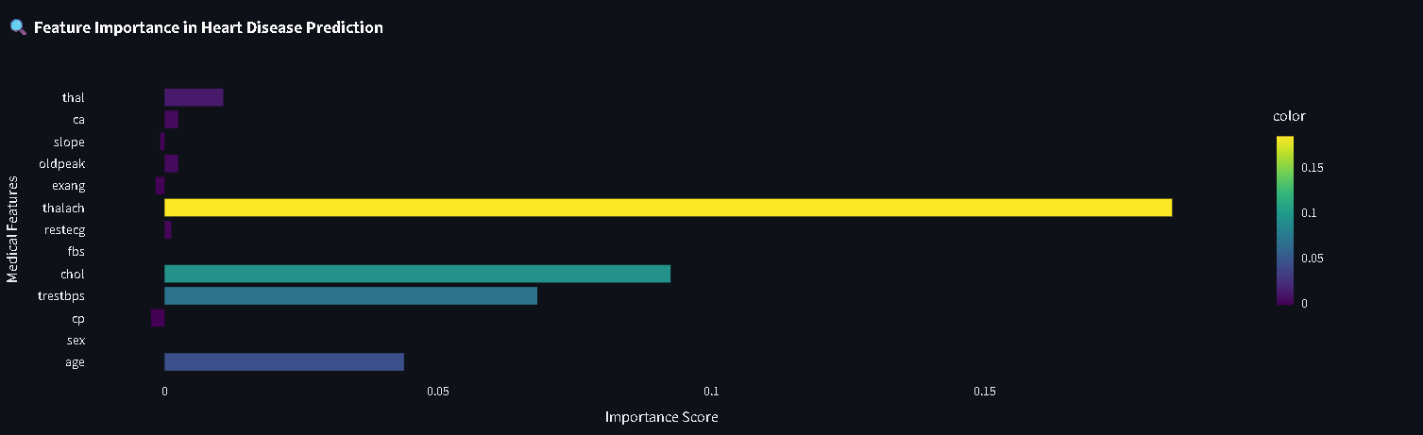 Feature Importance in Heart Disease Prediction
thal
ca
slope
oldpeak
exang
thalach
restecg
fbs
chol
trestbps
cp
sex
age
Medical Features
0 0.05 0.1 0.15
Importance Score
color
0.15
0.1
0.05
0